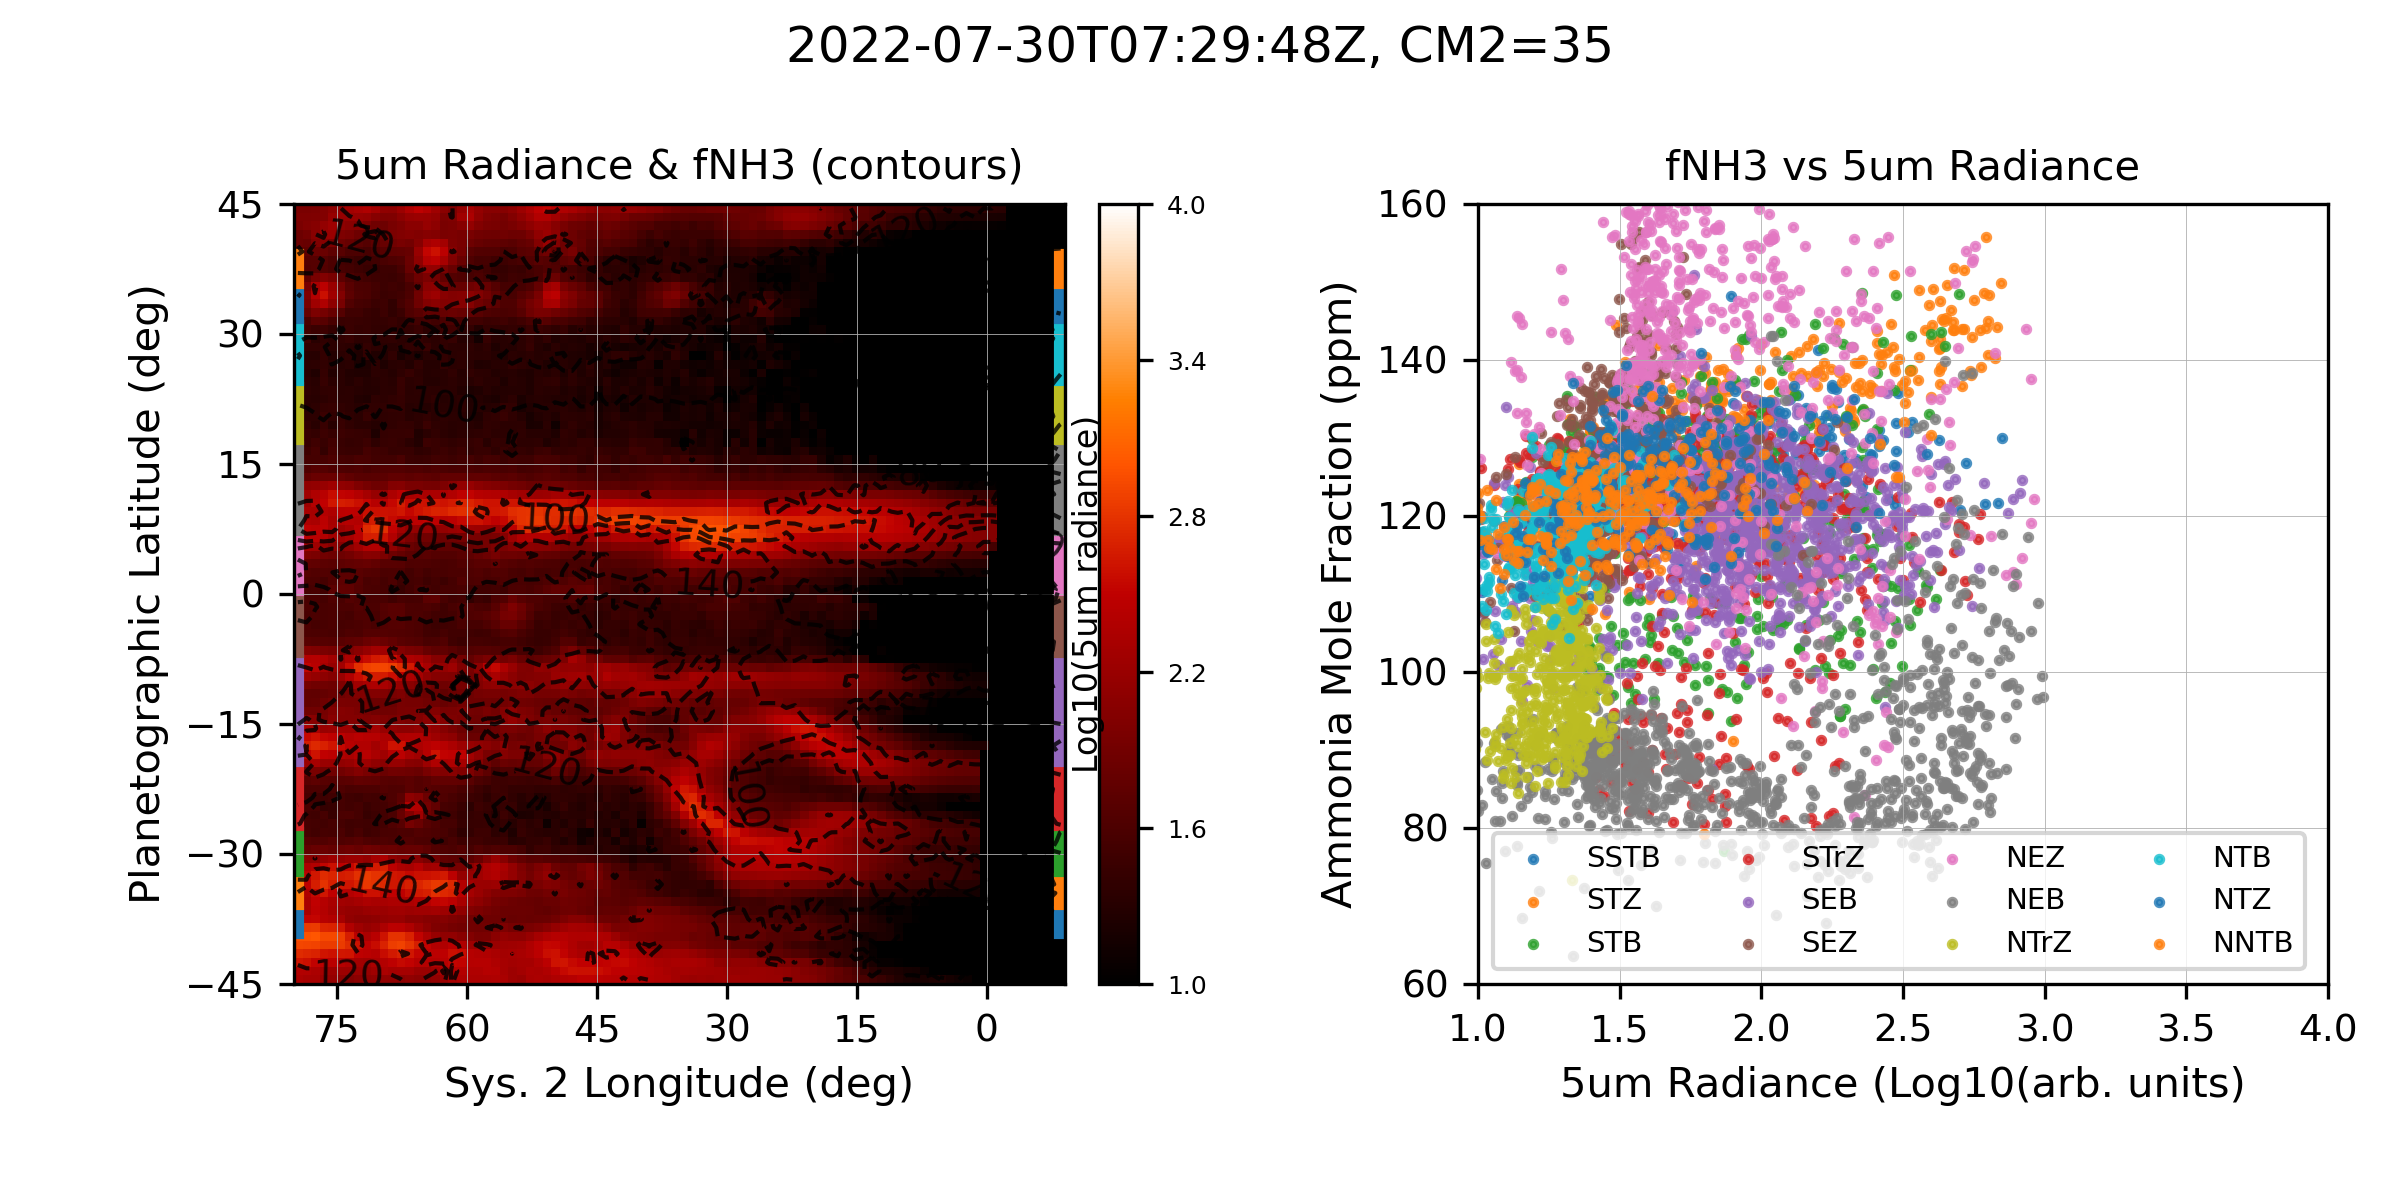 2022-07-30T07:29:48Z, CM2=35
5um Radiance & fNH3 (contours)
45
30
15
0
−15
−30
−45
Planetographic Latitude (deg)
75 60 45 30 15 0
Sys. 2 Longitude (deg)
120
120
100
100
120
140
120
120
100
140
120
4.0
3.4
2.8
2.2
1.6
1.0
Log10(5um radiance)
fNH3 vs 5um Radiance
160
140
120
100
80
60
Ammonia Mole Fraction (ppm)
SSTB STrZ NEZ NTB
STZ SEB NEB NTZ
STB SEZ NTrZ NNTB
1.0 1.5 2.0 2.5 3.0 3.5 4.0
5um Radiance (Log10(arb. units)